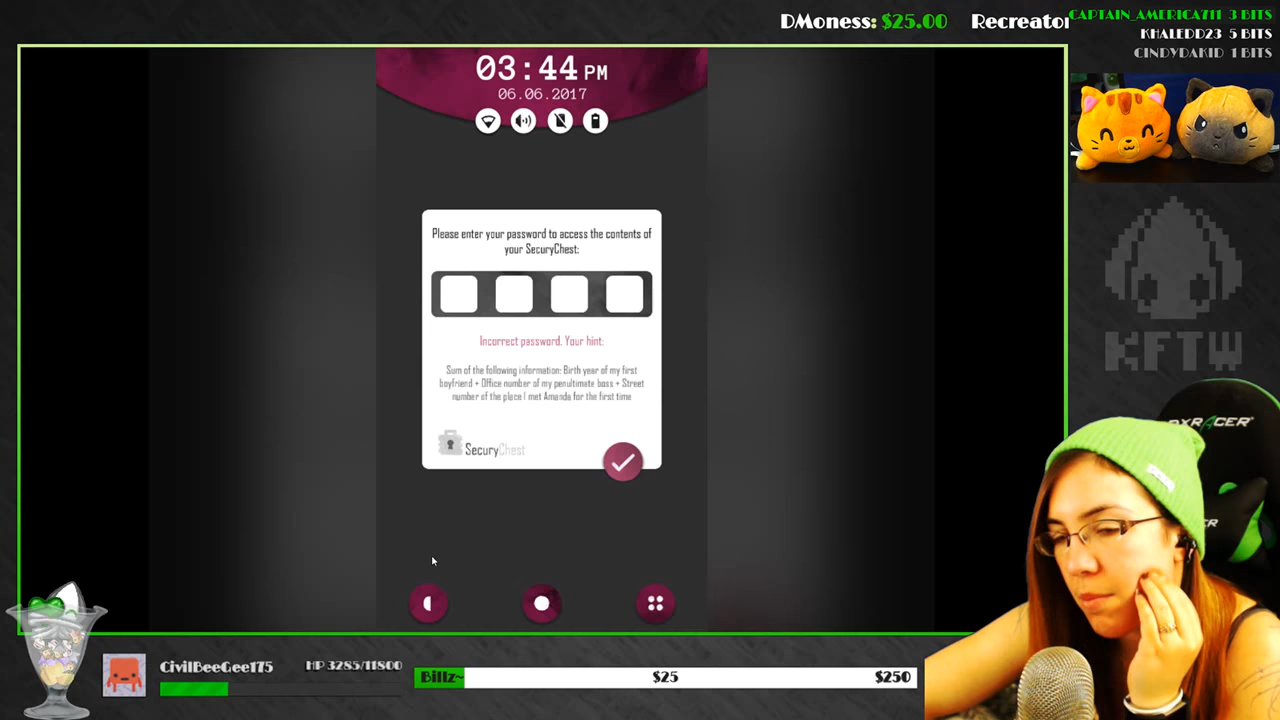 DMoness: $25.00 Recreator
CAPTAIN_AMERICA711 3 BITS
KHALEDD23 5 BITS
CINDYDAKID 1 BITS
03:44 PM
06.06.2017
Please enter your password to access the contents of
your SecuryChest:
Incorrect password. Your hint:
Sum of the following information: Birth year of my first
boyfriend + Office number of my penultimate boss + Street
number of the place I met Amanda for the first time
SecuryChest
KFTW
DXRACER
CivilBeeGee175 HP 3285/11800
Billz~ $25 $250